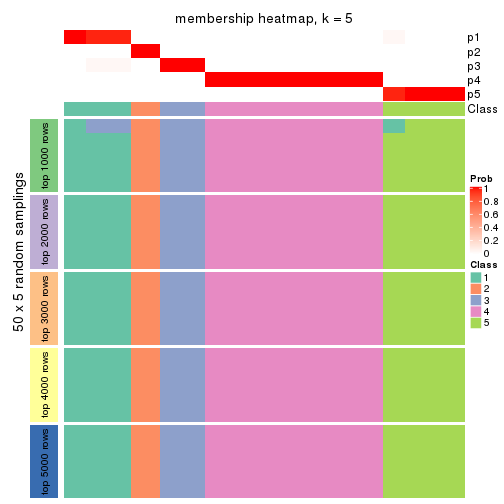 membership heatmap, k = 5
p1
p2
p3
p4
p5
Class
50 x 5 random samplings
top 1000 rows
top 2000 rows
top 3000 rows
top 4000 rows
top 5000 rows
Prob
1
0.8
0.6
0.4
0.2
0
Class
1
2
3
4
5